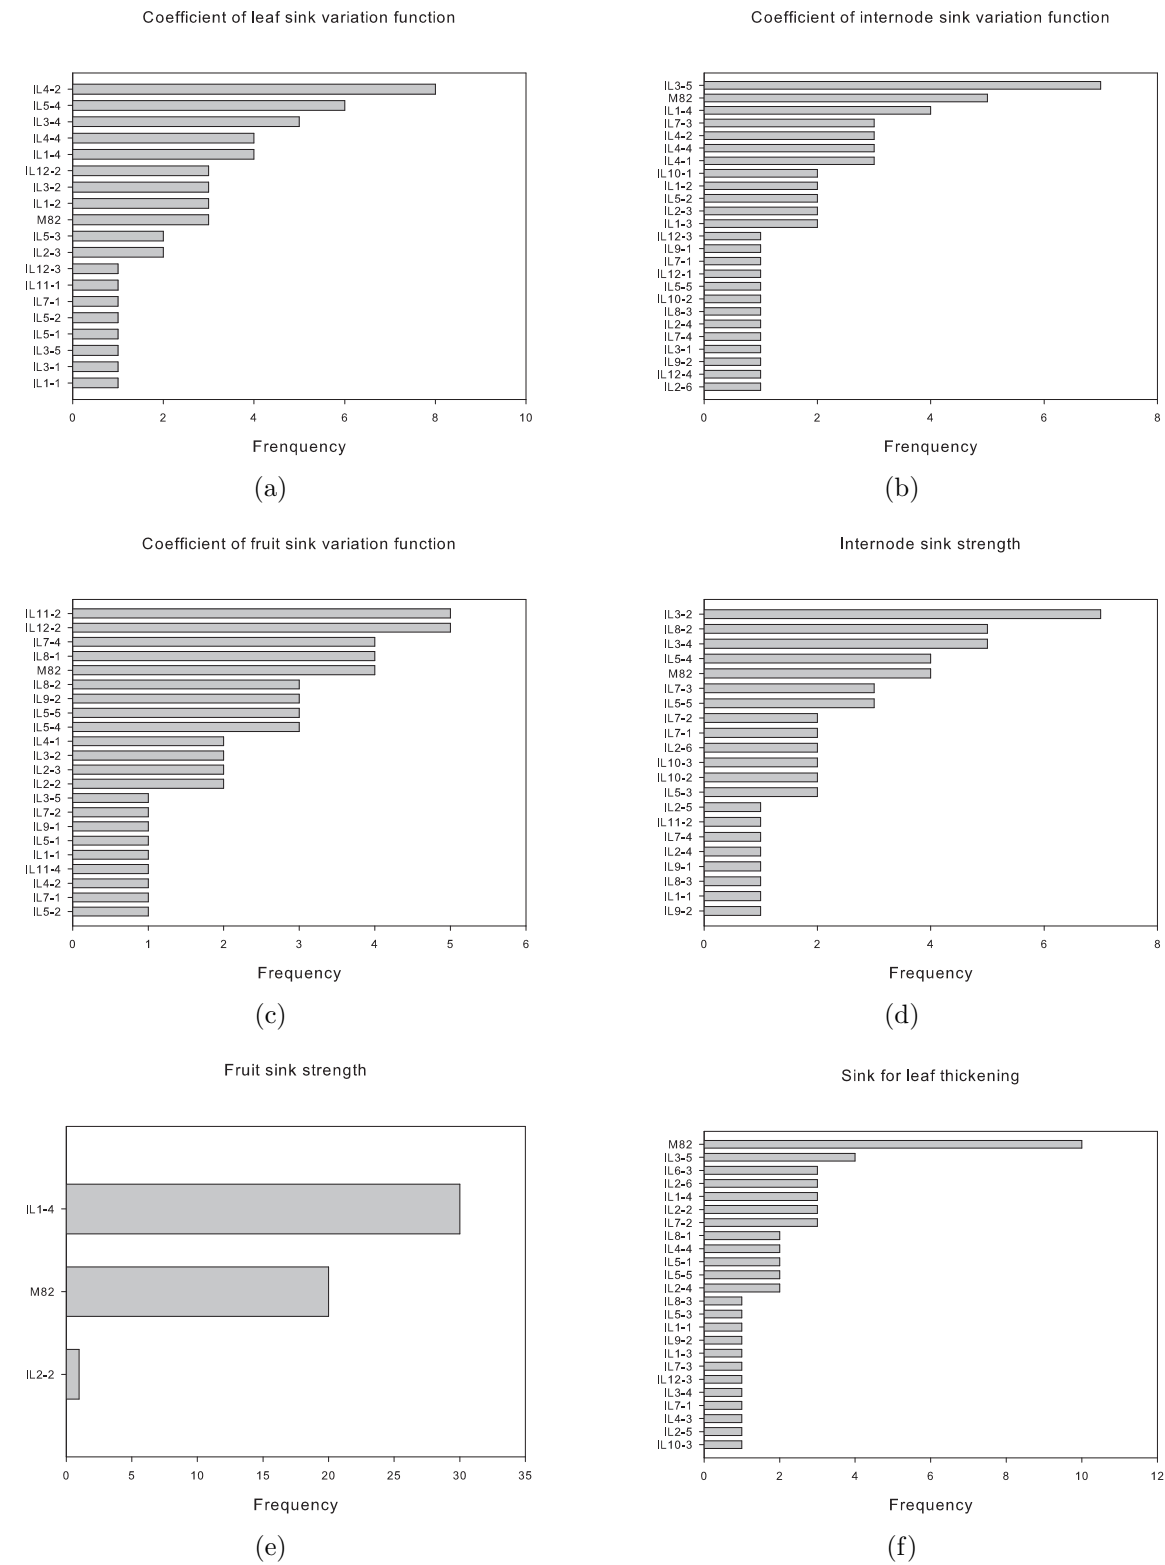 Coefficient of leaf sink variation function
IL4-2
IL5-4
IL3-4
IL4-4
IL1-4
IL12-2
IL3-2
IL1-2
M82
IL5-3
IL2-3
IL12-3
IL11-1
IL7-1
IL5-2
IL5-1
IL3-5
IL3-1
IL1-1
0 2 4 6 8 10
Frenquency
(a)
Coefficient of internode sink variation function
IL3-5
M82
IL1-4
IL7-3
IL4-2
IL4-4
IL4-1
IL10-1
IL1-2
IL5-2
IL2-3
IL1-3
IL12-3
IL9-1
IL7-1
IL12-1
IL5-5
IL10-2
IL8-3
IL2-4
IL7-4
IL3-1
IL9-2
IL12-4
IL2-6
0 2 4 6 8
Frenquency
(b)
Coefficient of fruit sink variation function
IL11-2
IL12-2
IL7-4
IL8-1
M82
IL8-2
IL9-2
IL5-5
IL5-4
IL4-1
IL3-2
IL2-3
IL2-2
IL3-5
IL7-2
IL9-1
IL5-1
IL1-1
IL11-4
IL4-2
IL7-1
IL5-2
0 1 2 3 4 5 6
Frequency
(c)
Internode sink strength
IL3-2
IL8-2
IL3-4
IL5-4
M82
IL7-3
IL5-5
IL7-2
IL7-1
IL2-6
IL10-3
IL10-2
IL5-3
IL2-5
IL11-2
IL7-4
IL2-4
IL9-1
IL8-3
IL1-1
IL9-2
0 2 4 6 8
Frequency
(d)
Fruit sink strength
IL1-4
M82
IL2-2
0 5 10 15 20 25 30 35
Frequency
(e)
Sink for leaf thickening
M82
IL3-5
IL6-3
IL2-6
IL1-4
IL2-2
IL7-2
IL8-1
IL4-4
IL5-1
IL5-5
IL2-4
IL8-3
IL5-3
IL1-1
IL9-2
IL1-3
IL7-3
IL12-3
IL3-4
IL7-1
IL4-3
IL2-5
IL10-3
0 2 4 6 8 10 12
Frequency
(f)